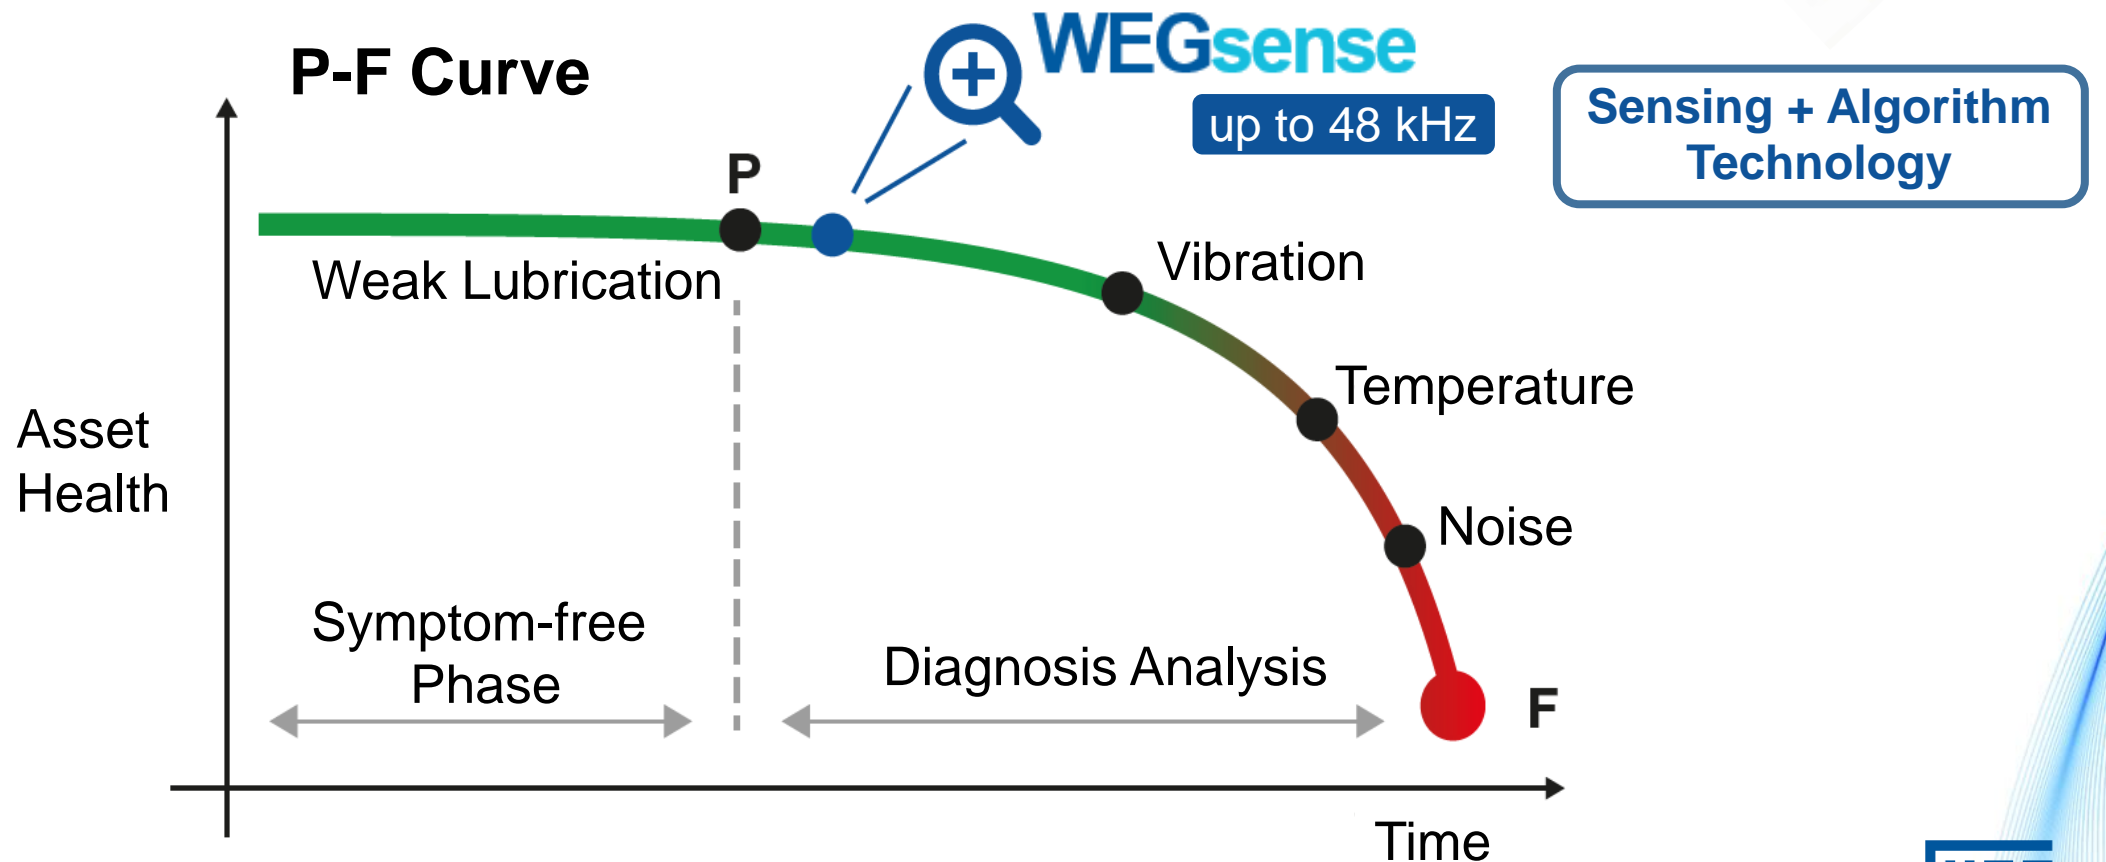 P-F Curve
WEGsense
up to 48 kHz
Sensing + Algorithm
Technology
P
Weak Lubrication
Vibration
Temperature
Asset
Health
Noise
Symptom-free
Phase
Diagnosis Analysis
F
Time